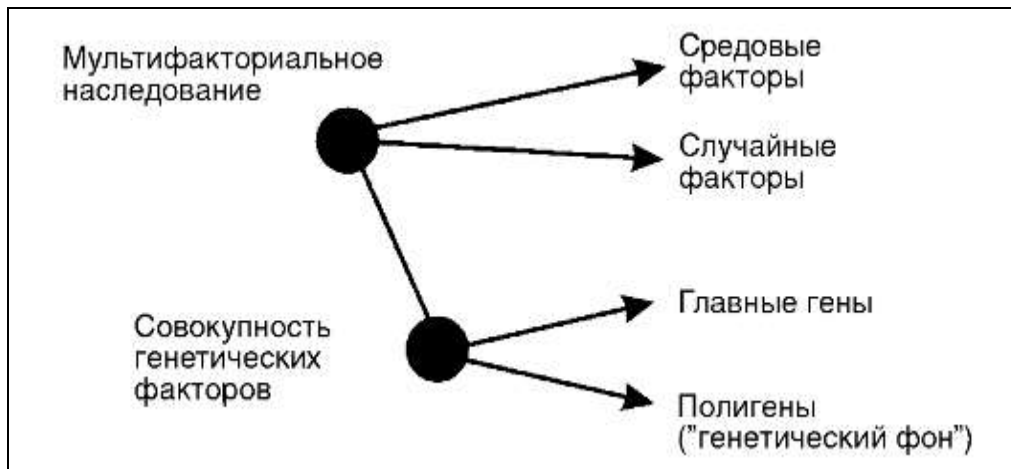 Мультифакториальное
наследование
Средовые
факторы
Случайные
факторы
Совокупность
генетических
факторов
Главные гены
Полигены
("генетический фон")